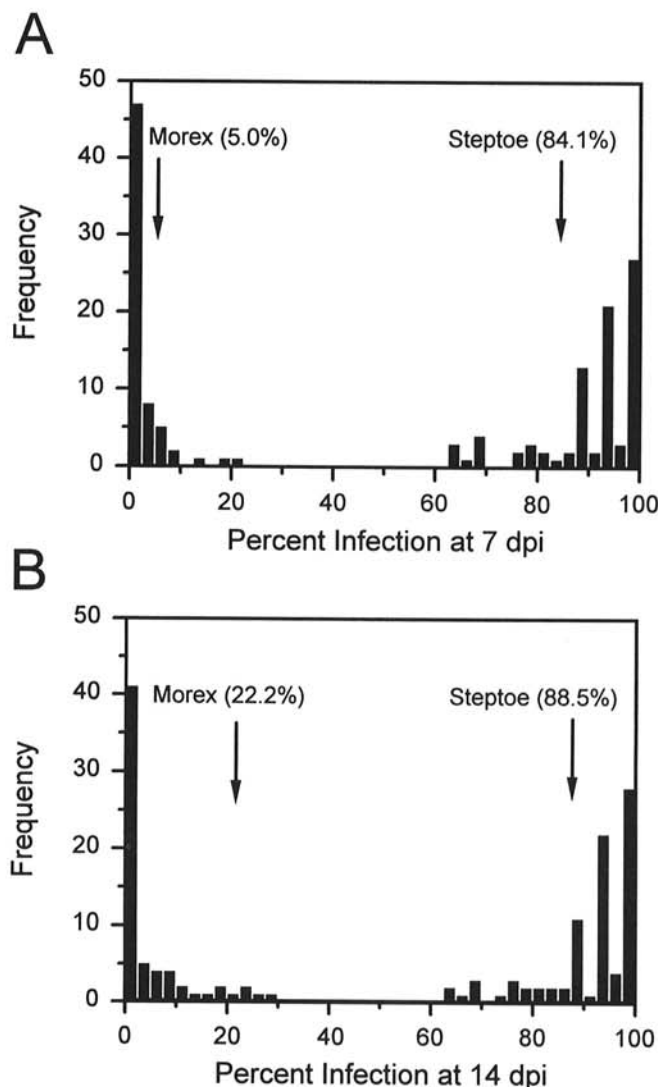 A
50
40
30
20
10
0
Frequency
Morex (5.0%)
Steptoe (84.1%)
0 20 40 60 80 100
Percent Infection at 7 dpi
B
50
40
30
20
10
0
Frequency
Morex (22.2%)
Steptoe (88.5%)
0 20 40 60 80 100
Percent Infection at 14 dpi